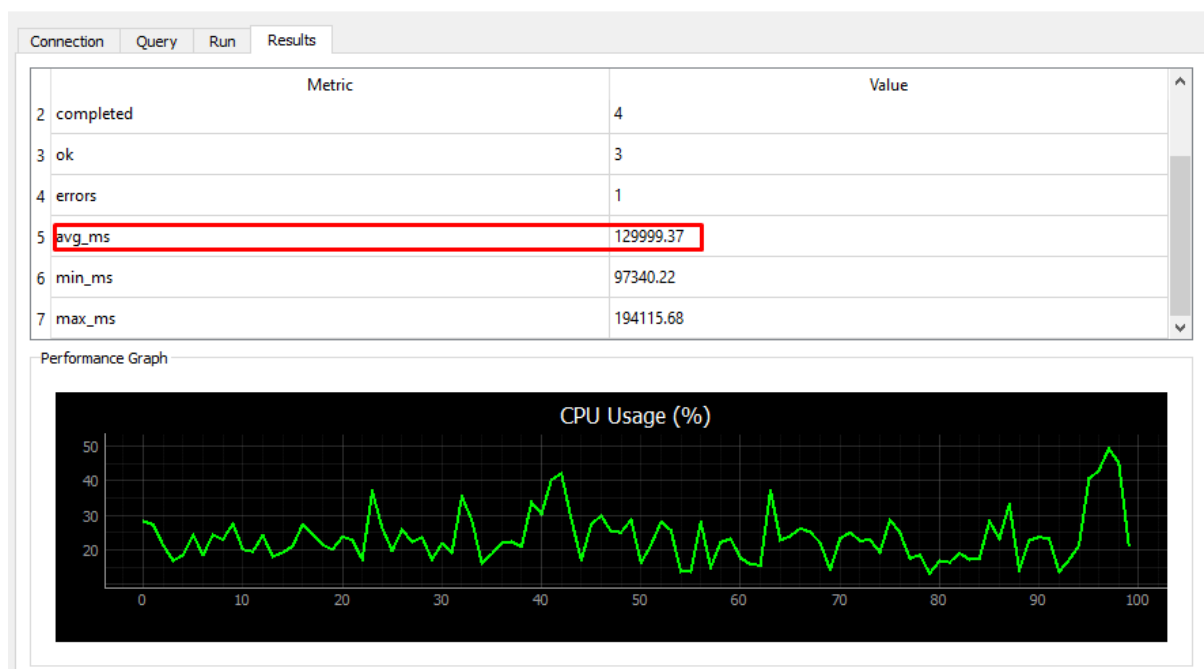 Connection Query Run Results
Metric Value
2 completed 4
3 ok 3
4 errors 1
5 avg_ms 129999.37
6 min_ms 97340.22
7 max_ms 194115.68
Performance Graph
CPU Usage (%)
50
40
30
20
0 10 20 30 40 50 60 70 80 90 100